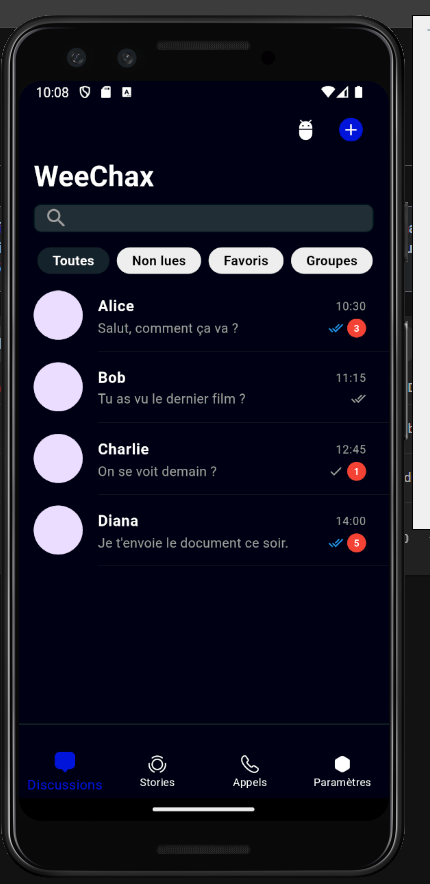 10:08
WeeChax
Toutes Non lues Favoris Groupes
Alice 10:30
Salut, comment ça va ? 3
Bob 11:15
Tu as vu le dernier film ?
Charlie 12:45
On se voit demain ? 1
Diana 14:00
Je t'envoie le document ce soir. 5
Discussions Stories Appels Paramètres